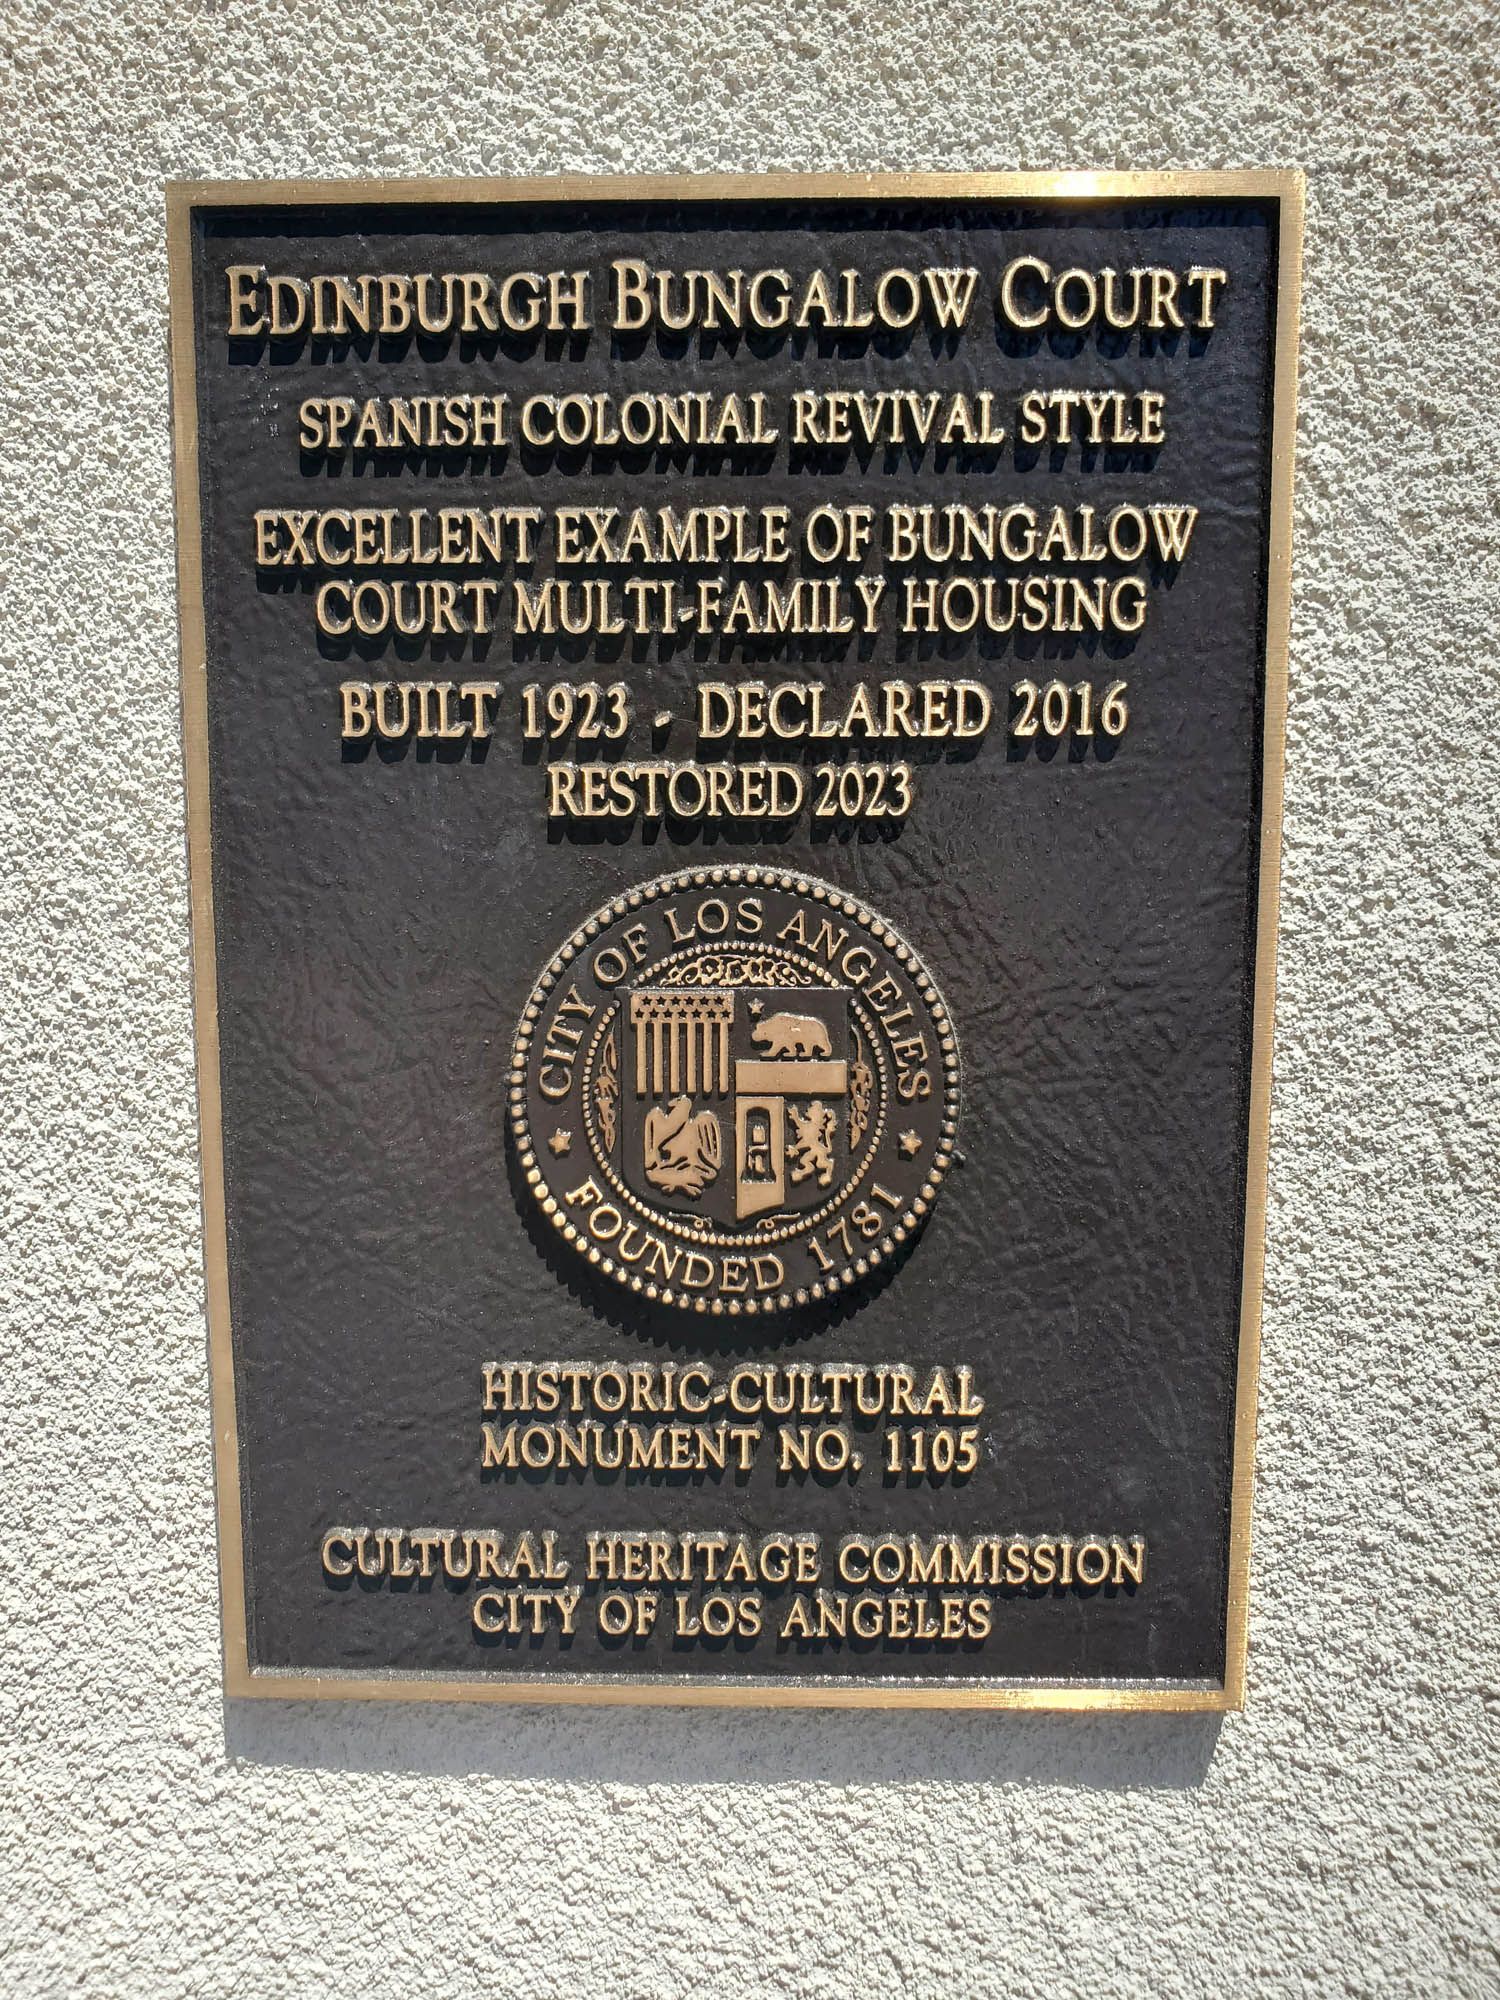 EDINBURGH BUNGALOW COURT
SPANISH COLONIAL REVIVAL STYLE
EXCELLENT EXAMPLE OF BUNGALOW
COURT MULTI-FAMILY HOUSING
BUILT 1923 - DECLARED 2016
RESTORED 2023
CITY OF LOS ANGELES
FOUNDED 1781
HISTORIC-CULTURAL
MONUMENT NO. 1105
CULTURAL HERITAGE COMMISSION
CITY OF LOS ANGELES